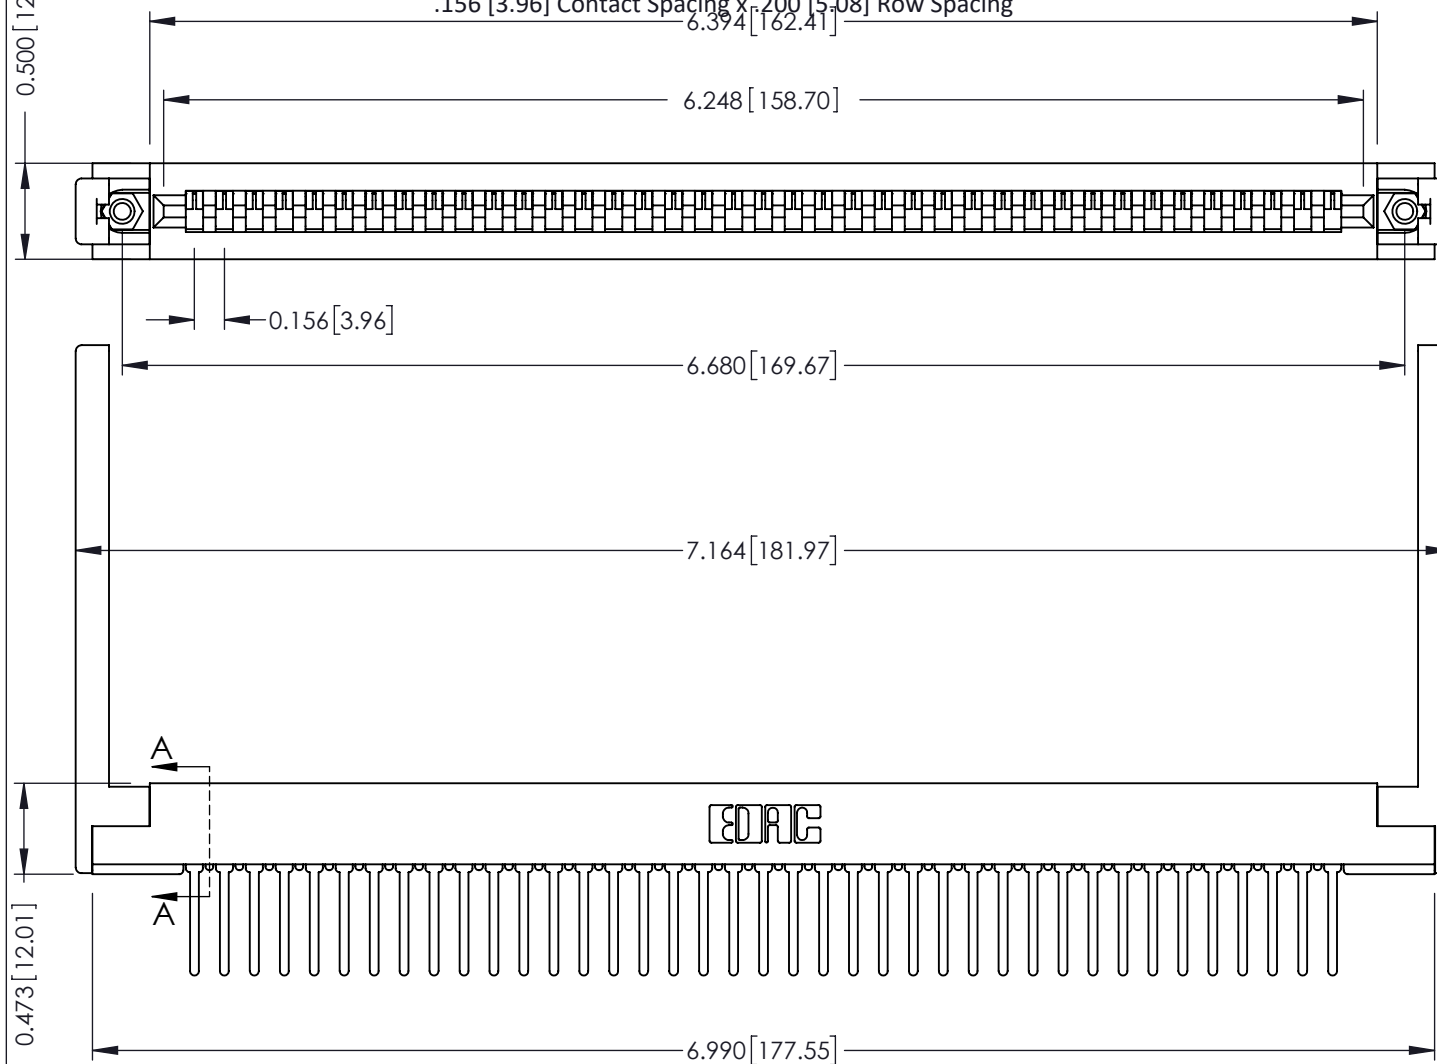 .156 [3.96] Contact Spacing x .200 [5.08] Row Spacing
6.394 [162.41]
0.500 [12
6.248 [158.70]
0.156 [3.96]
6.680 [169.67]
7.164 [181.97]
A
EDAC
A
0.473 [12.01]
6.990 [177.55]